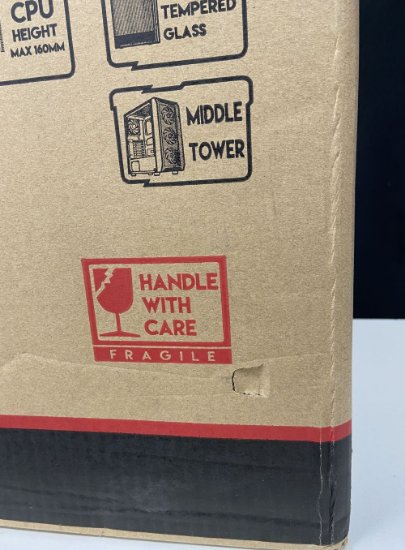 CPU
HEIGHT
MAX 160MM
TEMPERED
GLASS
MIDDLE
TOWER
HANDLE
WITH
CARE
FRAGILE